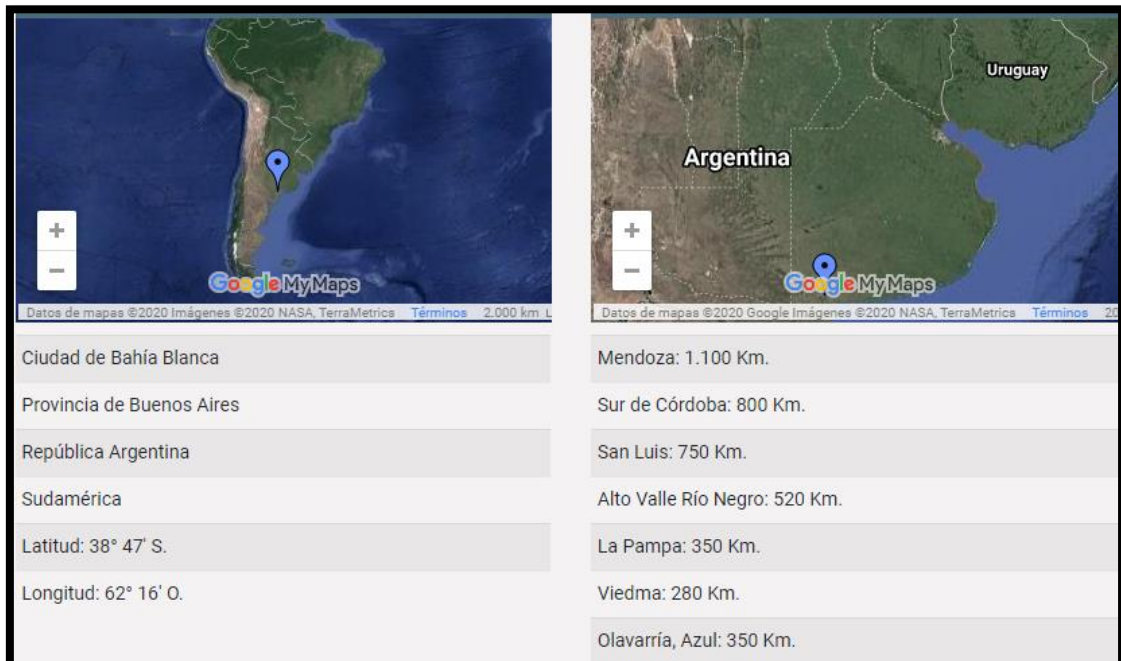 Google My Maps
Datos de mapas ©2020 Imágenes ©2020 NASA, TerraMetrics Términos 2.000 km
Ciudad de Bahía Blanca
Provincia de Buenos Aires
República Argentina
Sudamérica
Latitud: 38° 47' S.
Longitud: 62° 16' O.
Uruguay
Argentina
Google My Maps
Datos de mapas ©2020 Google Imágenes ©2020 NASA, TerraMetrics Términos
Mendoza: 1.100 Km.
Sur de Córdoba: 800 Km.
San Luis: 750 Km.
Alto Valle Río Negro: 520 Km.
La Pampa: 350 Km.
Viedma: 280 Km.
Olavarría, Azul: 350 Km.